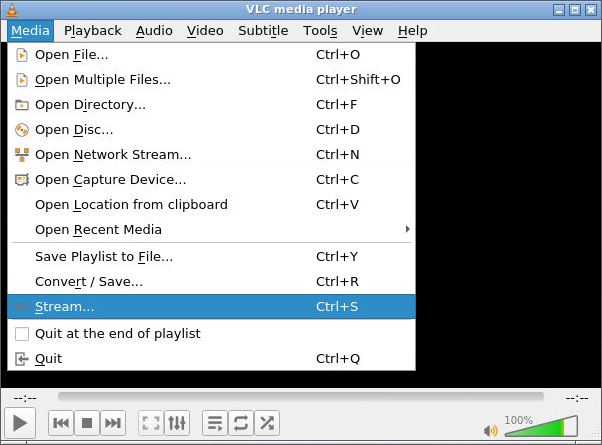 VLC media player
Media Playback Audio Video Subtitle Tools View Help
Open File... Ctrl+O
Open Multiple Files... Ctrl+Shift+O
Open Directory... Ctrl+F
Open Disc... Ctrl+D
Open Network Stream... Ctrl+N
Open Capture Device... Ctrl+C
Open Location from clipboard Ctrl+V
Open Recent Media
Save Playlist to File... Ctrl+Y
Convert / Save... Ctrl+R
Stream... Ctrl+S
Quit at the end of playlist
Quit Ctrl+Q
--:-- --:--
100%